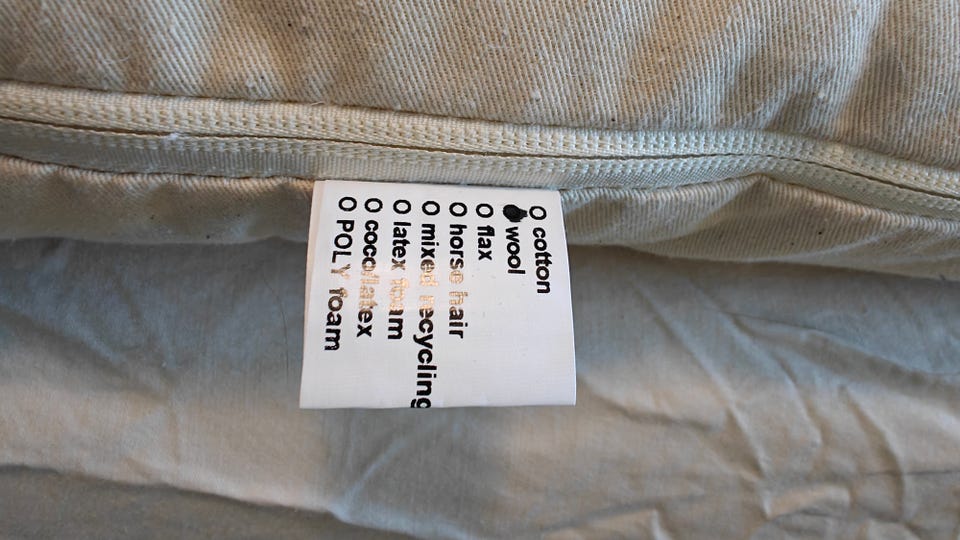 O cotton
wool
O flax
O horse hair
O mixed recycling
O latex foam
O cocolatex
O POLY foam